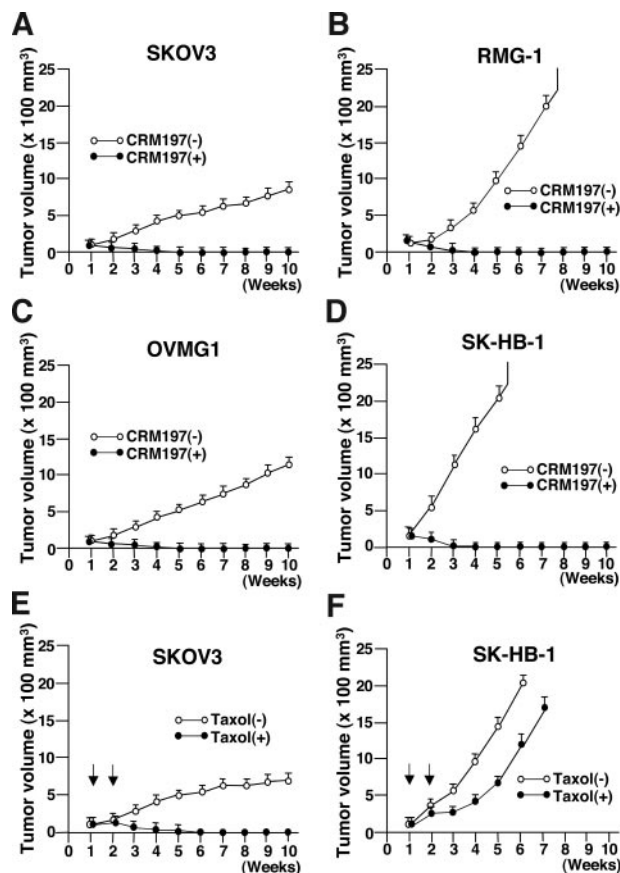 A
SKOV3
Tumor volume (x 100 mm³)
25
20
15
10
5
0
CRM197(-)
CRM197(+)
0 1 2 3 4 5 6 7 8 9 10
(Weeks)
B
RMG-1
Tumor volume (x 100 mm³)
25
20
15
10
5
0
CRM197(-)
CRM197(+)
0 1 2 3 4 5 6 7 8 9 10
(Weeks)
C
OVMG1
Tumor volume (x 100 mm³)
25
20
15
10
5
0
CRM197(-)
CRM197(+)
0 1 2 3 4 5 6 7 8 9 10
(Weeks)
D
SK-HB-1
Tumor volume (x 100 mm³)
25
20
15
10
5
0
CRM197(-)
CRM197(+)
0 1 2 3 4 5 6 7 8 9 10
(Weeks)
E
SKOV3
Tumor volume (x 100 mm³)
25
20
15
10
5
0
Taxol(-)
Taxol(+)
0 1 2 3 4 5 6 7 8 9 10
(Weeks)
F
SK-HB-1
Tumor volume (x 100 mm³)
25
20
15
10
5
0
Taxol(-)
Taxol(+)
0 1 2 3 4 5 6 7 8 9 10
(Weeks)